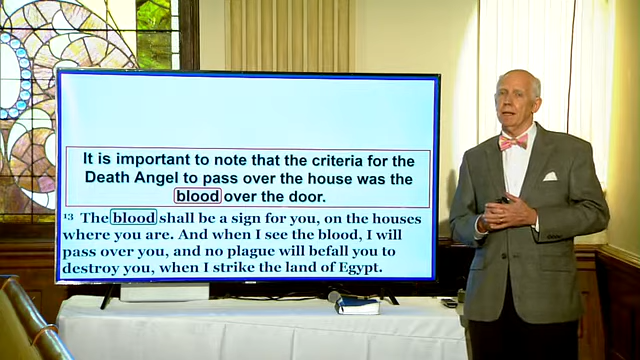 It is important to note that the criteria for the
Death Angel to pass over the house was the
blood over the door.
13 The blood shall be a sign for you, on the houses
where you are. And when I see the blood, I will
pass over you, and no plague will befall you to
destroy you, when I strike the land of Egypt.